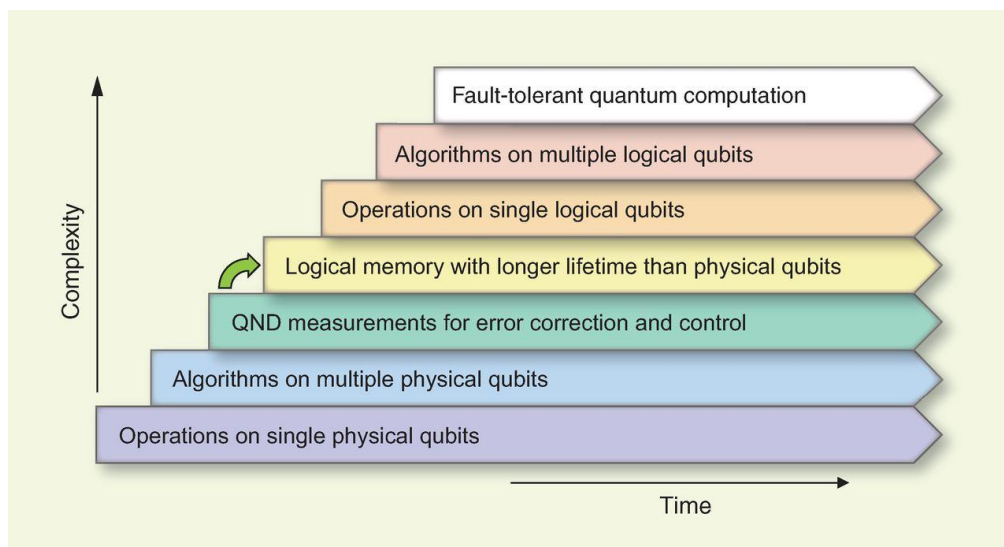 Fault-tolerant quantum computation
Algorithms on multiple logical qubits
Operations on single logical qubits
Logical memory with longer lifetime than physical qubits
QND measurements for error correction and control
Algorithms on multiple physical qubits
Operations on single physical qubits
Complexity
Time